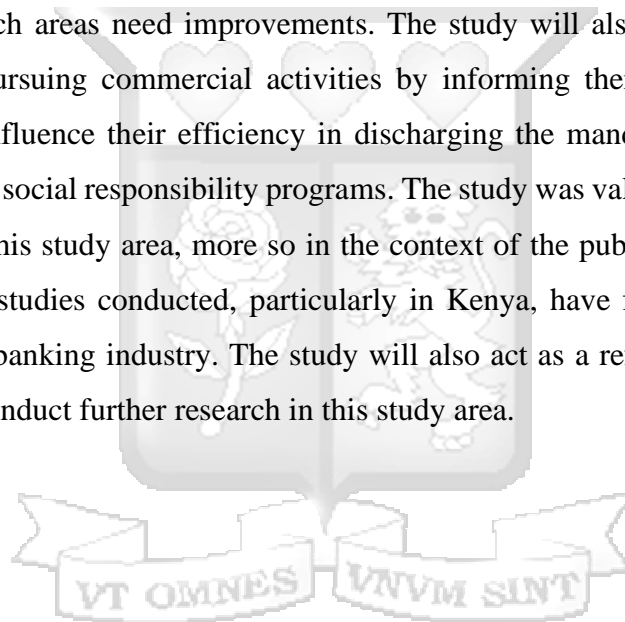 ch areas need improvements. The study will als
ursuing commercial activities by informing the
fluence their efficiency in discharging the man
social responsibility programs. The study was val
his study area, more so in the context of the pub
studies conducted, particularly in Kenya, have
banking industry. The study will also act as a re
nduct further research in this study area.
VT OMNES VNVM SINT